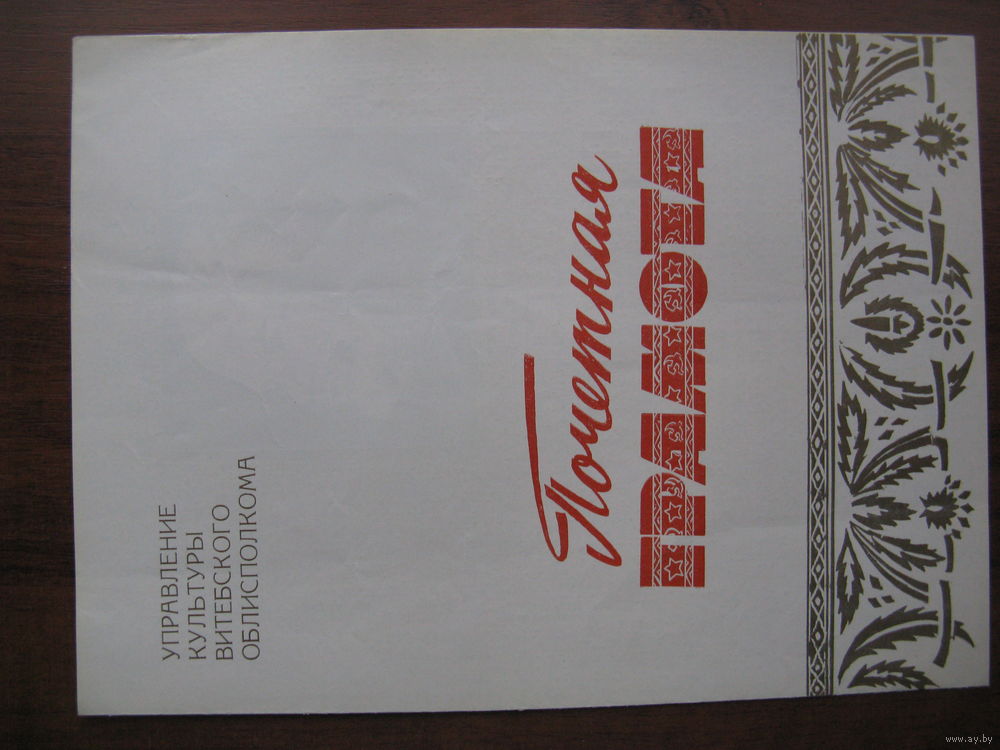 УПРАВЛЕНИЕ
КУЛЬТУРЫ
ВИТЕБСКОГО
ОБЛИСПОЛКОМА
Почетная
ГРАМОТА
www.ay.by